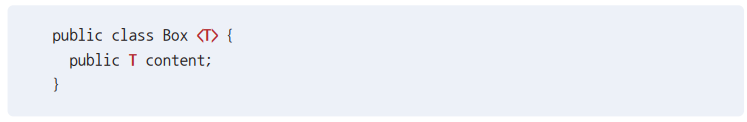 public class Box <T> {
  public T content;
}